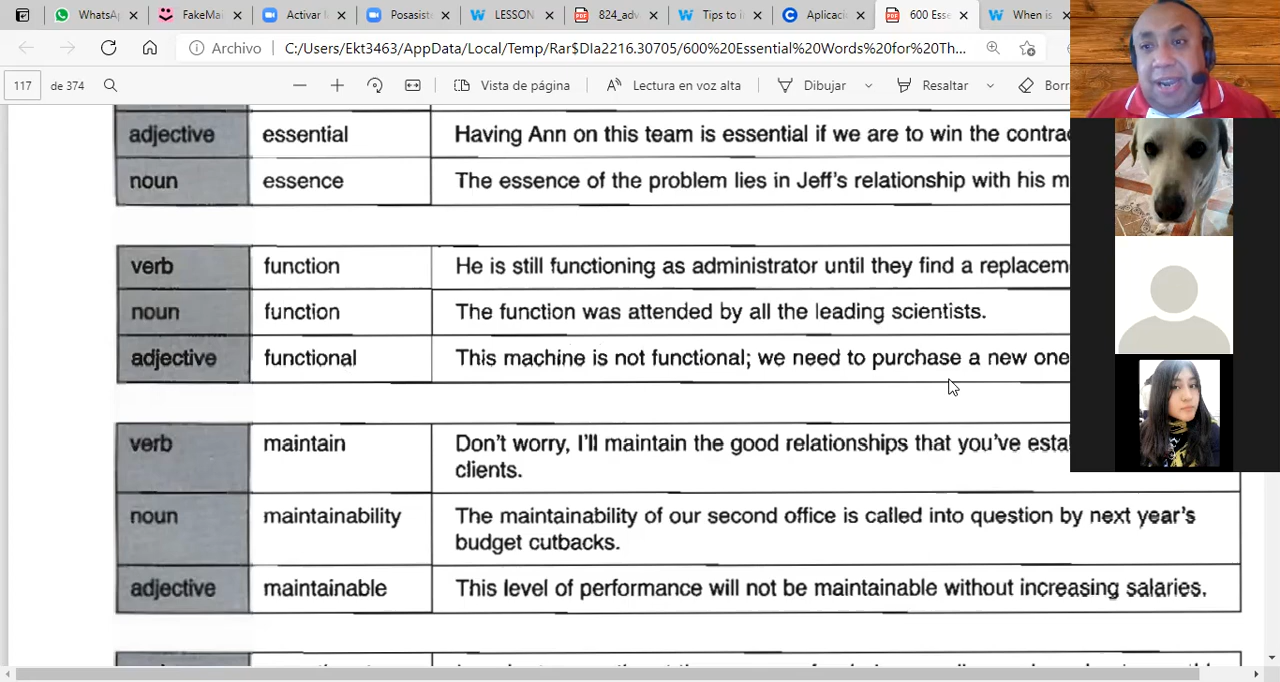 WhatsA
FakeMai
Activar l
Posasist
LESSON
824_adv
Tips to i
Aplicaci
600 Esse
When is
Archivo
C:/Users/Ekt3463/AppData/Local/Temp/Rar$DIa2216.30705/600%20Essential%20Words%20for%20Th...
117 de 374
Vista de página
Lectura en voz alta
Dibujar
Resaltar
Borr
adjective essential Having Ann on this team is essential if we are to win the contra
noun essence The essence of the problem lies in Jeff's relationship with his m
verb function He is still functioning as administrator until they find a replacem
noun function The function was attended by all the leading scientists.
adjective functional This machine is not functional; we need to purchase a new one
verb maintain Don't worry, I'll maintain the good relationships that you've esta
clients.
noun maintainability The maintainability of our second office is called into question by next year's
budget cutbacks.
adjective maintainable This level of performance will not be maintainable without increasing salaries.